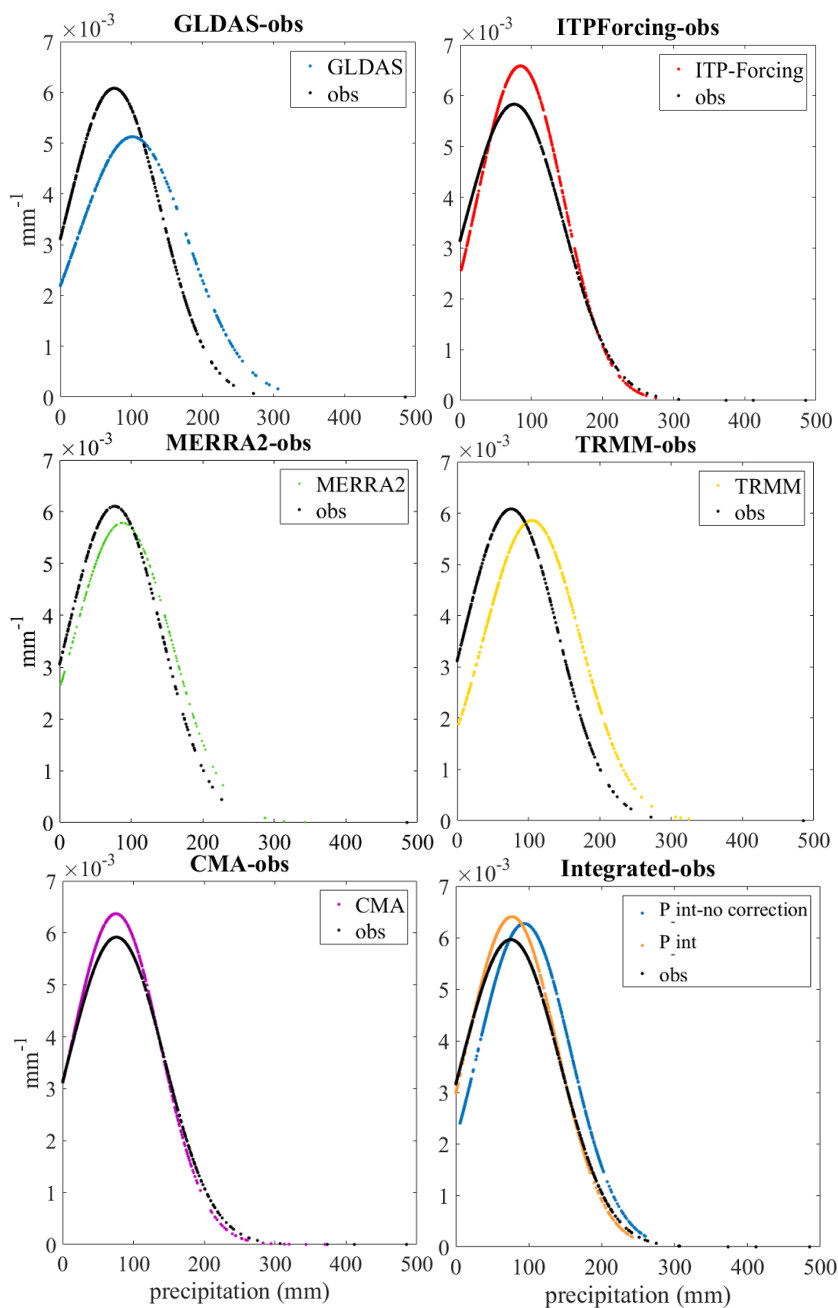 GLDAS-obs
×10⁻³
7
6
5
4
3
2
1
0
mm⁻¹
0 100 200 300 400 500
GLDAS
obs
ITPForcing-obs
×10⁻³
7
6
5
4
3
2
1
0
0 100 200 300 400 500
ITP-Forcing
obs
MERRA2-obs
×10⁻³
7
6
5
4
3
2
1
0
mm⁻¹
0 100 200 300 400 500
MERRA2
obs
TRMM-obs
×10⁻³
7
6
5
4
3
2
1
0
0 100 200 300 400 500
TRMM
obs
CMA-obs
×10⁻³
7
6
5
4
3
2
1
0
mm⁻¹
0 100 200 300 400 500
precipitation (mm)
CMA
obs
Integrated-obs
×10⁻³
7
6
5
4
3
2
1
0
0 100 200 300 400 500
precipitation (mm)
P_int-no correction
P_int
obs